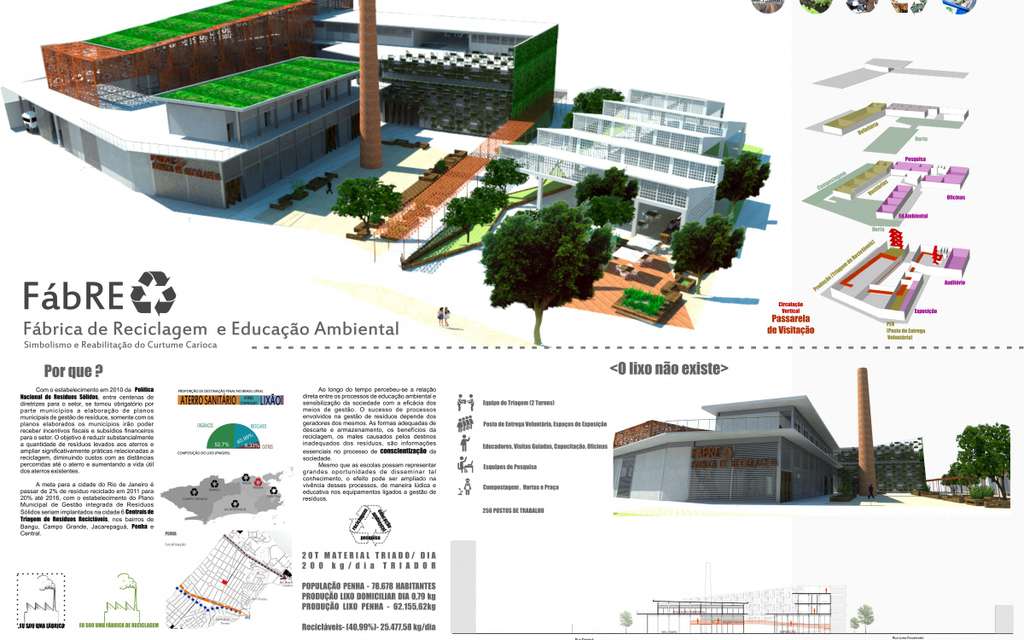 FábRE
Fábrica de Reciclagem e Educação Ambiental
Simbolismo e Reabilitação do Curtume Carioca
Pesquisa
Oficinas
Ed Ambiental
Horta
Auditório
Exposição
Circulação
Vertical
Passarela
de Visitação
PEV
(Posto de Entrega
Voluntária)
Por que ?
Com o estabelecimento em 2010 da Política
Nacional de Resíduos Sólidos, entre centenas de
diretrizes para o setor, se tornou obrigatório por
parte municípios a elaboração de planos
municipais de gestão de resíduos, somente com os
planos elaborados os municípios irão poder
receber incentivos fiscais e subsídios financeiros
para o setor. O objetivo é reduzir substancialmente
a quantidade de resíduos levados aos aterros e
ampliar significativamente práticas relacionadas a
reciclagem, diminuindo custos com as distâncias
percorridas até o aterro e aumentando a vida útil
dos aterros existentes.
A meta para a cidade do Rio de Janeiro é
passar de 2% de resíduo reciclado em 2011 para
20% até 2016, com o estabelecimento do Plano
Municipal de Gestão integrada de Resíduos
Sólidos seriam implantados na cidade 6 Centrais de
Triagem de Resíduos Recicláveis, nos bairros de
Bangu, Campo Grande, Jacarepaguá, Penha e
Central.
EU SOU UMA FÁBRICA
EU SOU UMA FÁBRICA DE RECICLAGEM
ATERRO SANITÁRIO
LIXÃO
52,7%
PENHA
Ao longo do tempo percebeu-se a relação
direta entre os processos de educação ambiental e
sensibilização da sociedade com a eficácia dos
meios de gestão. O sucesso de processos
envolvidos na gestão de resíduos depende dos
geradores dos mesmos. As formas adequadas de
descarte e armazenamento, os benefícios da
reciclagem, os males causados pelos destinos
inadequados dos resíduos, são informações
essenciais no processo de conscientização da
sociedade.
Mesmo que as escolas possam representar
grandes oportunidades de disseminar tal
conhecimento, o efeito pode ser ampliado na
vivência desses processos, de maneira lúdica e
educativa nos equipamentos ligados a gestão de
resíduos.
pesquisa
20T MATERIAL TRIADO/ DIA
200 kg/dia TRIADOR
POPULAÇÃO PENHA - 78.678 HABITANTES
PRODUÇÃO LIXO DOMICILIAR DIA 0,79 kg
PRODUÇÃO LIXO PENHA - 62.155,62kg
Recicláveis- (40,99%)- 25.477,58 kg/dia
<O lixo não existe>
Equipe de Triagem (2 Turnos)
Posto de Entrega Voluntária, Espaços de Exposição
Educadores, Visitas Guiadas, Capacitação, Oficinas
Equipes de Pesquisa
Compostagem, Hortas e Praça
250 POSTOS DE TRABALHO
FábRE